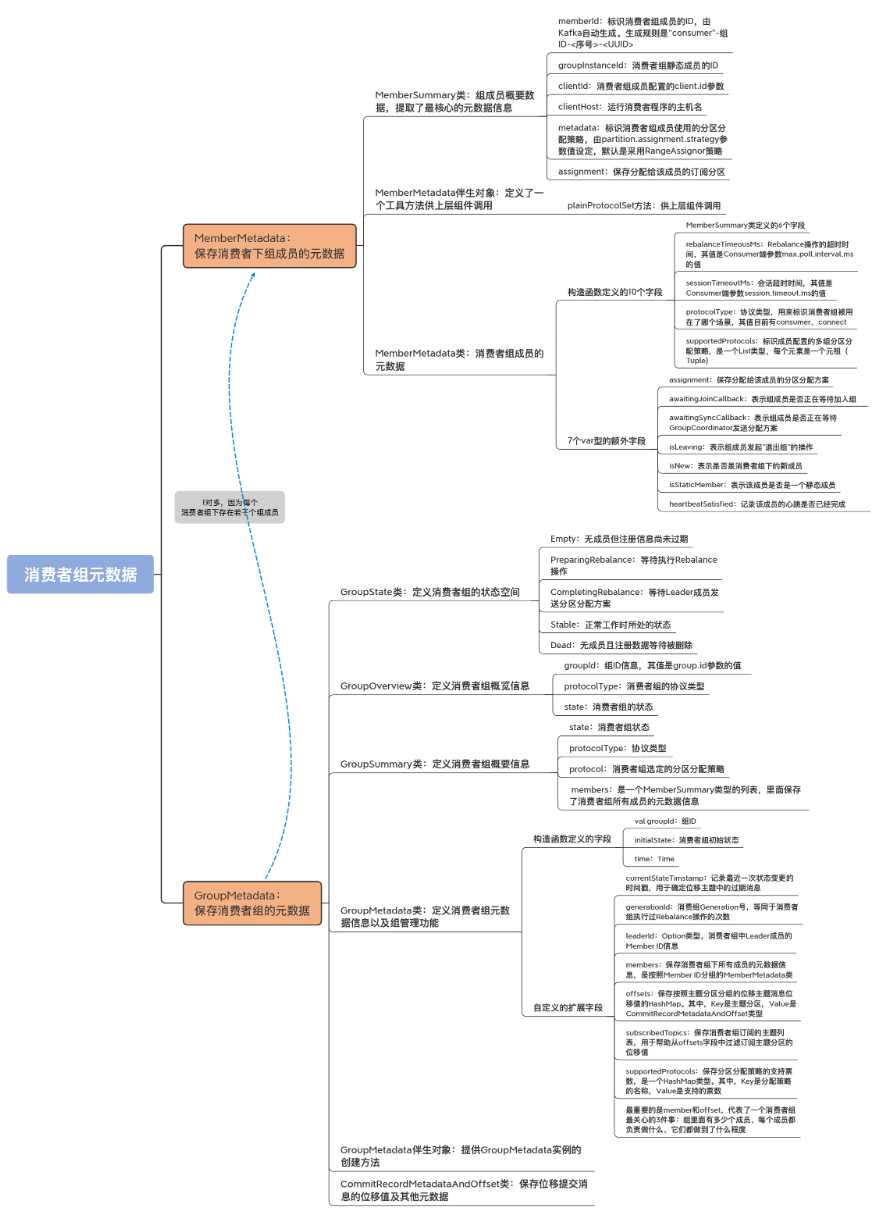 memberId：标识消费者组成员的ID，由
Kafka自动生成。生成规则是“consumer”-组
ID-<序号>-<UUID>
groupInstanceId：消费者组静态成员的ID
clientId：消费者组成员配置的client.id参数
clientHost：运行消费者程序的主机名
metadata：标识消费者组成员使用的分区分
配策略，由partition.assignment.strategy参
数值设定，默认是采用RangeAssignor策略
assignment：保存分配给该成员的订阅分区
MemberSummary类：组成员概要数
据，提取了最核心的元数据信息
MemberMetadata伴生对象：定义了一
个工具方法供上层组件调用
plainProtocolSet方法：供上层组件调用
MemberMetadata：
保存消费者下组成员的元数据
MemberSummary类定义的6个字段
rebalanceTimeousMs：Rebalance操作的超时时
间，其值是Consumer端参数max.poll.interval.ms
的值
sessionTimeoutMs：会话超时时间，其值是
Consumer端参数session.timeout.ms的值
protocolType：协议类型，用来标识消费者组被用
在了哪个场景，其值目前有consumer、connect
supportedProtocols：标识成员配置的多组分区分
配策略，是一个List类型，每个元素是一个元祖（
Tuple)
构造函数定义的10个字段
MemberMetadata类：消费者组成员的
元数据
assignment：保存分配给该成员的分区分配方案
awaitingJoinCallback：表示组成员是否正在等待加入组
awaitingSyncCallback：表示组成员是否正在等待
GroupCoordinator发送分配方案
isLeaving：表示组成员发起“退出组”的操作
isNew：表示是否是消费者组下的新成员
isStaticMember：表示该成员是否是一个静态成员
heartbeatSatisfied：记录该成员的心跳是否已经完成
7个var型的额外字段
1对多，因为每个
消费者组下存在若干个组成员
消费者组元数据
Empty：无成员但注册信息尚未过期
PreparingRebalance：等待执行Rebalance
操作
CompletingRebalance：等待Leader成员发
送分区分配方案
Stable：正常工作时所处的状态
Dead：无成员且注册数据等待被删除
GroupState类：定义消费者组的状态空间
groupId：组ID信息，其值是group.id参数的值
protocolType：消费者组的协议类型
state：消费者组的状态
GroupOverview类：定义消费者组概览信息
state：消费者组状态
protocolType：协议类型
protocol：消费者组选定的分区分配策略
members：是一个MemberSummary类型的列表，里面保存
了消费者组所有成员的元数据信息
GroupSummary类：定义消费者组概要信息
val groupId：组ID
initialState：消费者组初始状态
time：Time
构造函数定义的字段
GroupMetadata：
保存消费者组的元数据
GroupMetadata类：定义消费者组元数
据信息以及组管理功能
currentStateTimstamp：记录最近一次状态变更的
时间戳，用于确定位移主题中的过期消息
generationId：消费组Generation号，等同于消费者
组执行过Rebalance操作的次数
leaderId：Option类型，消费者组中Leader成员的
Member ID信息
members：保存消费者组下所有成员的元数据信
息，是按照Member ID分组的MemberMetadata类
offsets：保存按照主题分区分组的位移主题消息位
移值的HashMap。其中，Key是主题分区，Value是
CommitRecordMetadataAndOffset类型
subscribedTopics：保存消费者组订阅的主题列
表，用于帮助从offsets字段中过滤订阅主题分区的
位移值
supportedProtocols：保存分区分配策略的支持票
数，是一个HashMap类型。其中，Key是分配策略
的名称，Value是支持的票数
最重要的是member和offset，代表了一个消费者组
最关心的3件事：组里面有多少个成员、每个成员都
负责做什么、它们都做到了什么程度
自定义的扩展字段
GroupMetadata伴生对象：提供GroupMetadata实例的
创建方法
CommitRecordMetadataAndOffset类：保存位移提交消
息的位移值及其他元数据